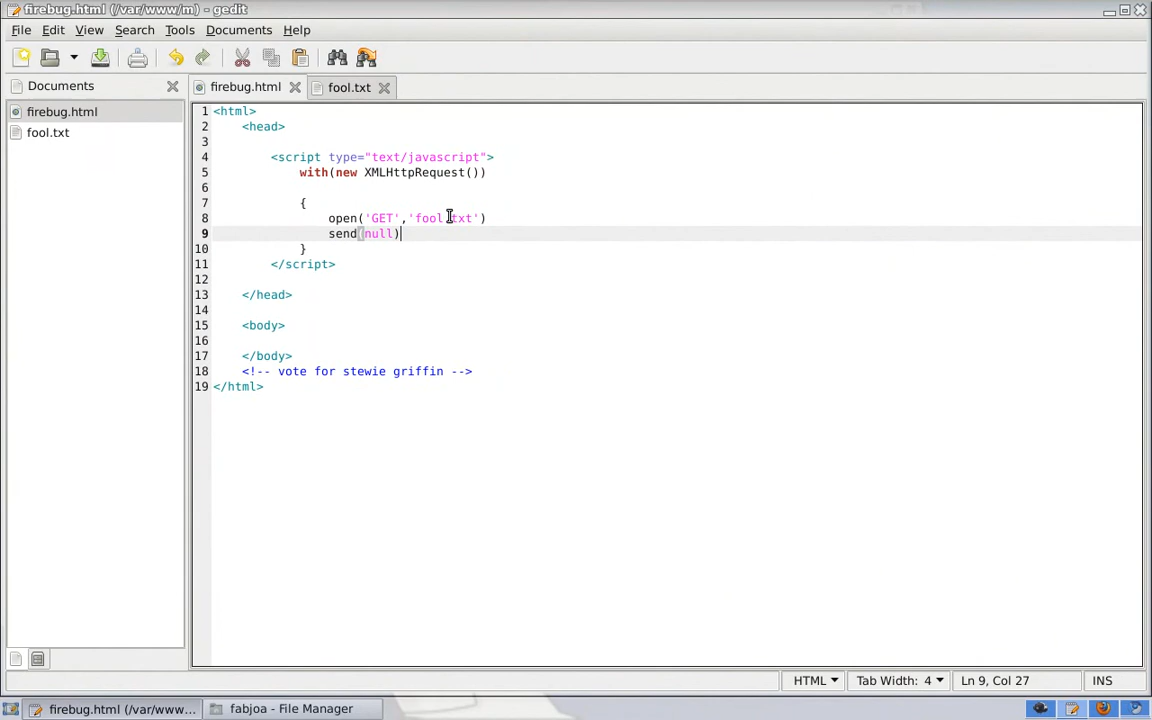 firebug.html (/var/www/m) - gedit
File Edit View Search Tools Documents Help
Documents
firebug.html
fool.txt
firebug.html
fool.txt
1 <html>
2 <head>
3
4 <script type="text/javascript">
5 with(new XMLHttpRequest())
6
7 {
8 open('GET','fool.txt')
9 send(null)
10 }
11 </script>
12
13 </head>
14
15 <body>
16
17 </body>
18 <!-- vote for stewie griffin -->
19 </html>
HTML Tab Width: 4 Ln 9, Col 27 INS
firebug.html (/var/www... fabjoa - File Manager